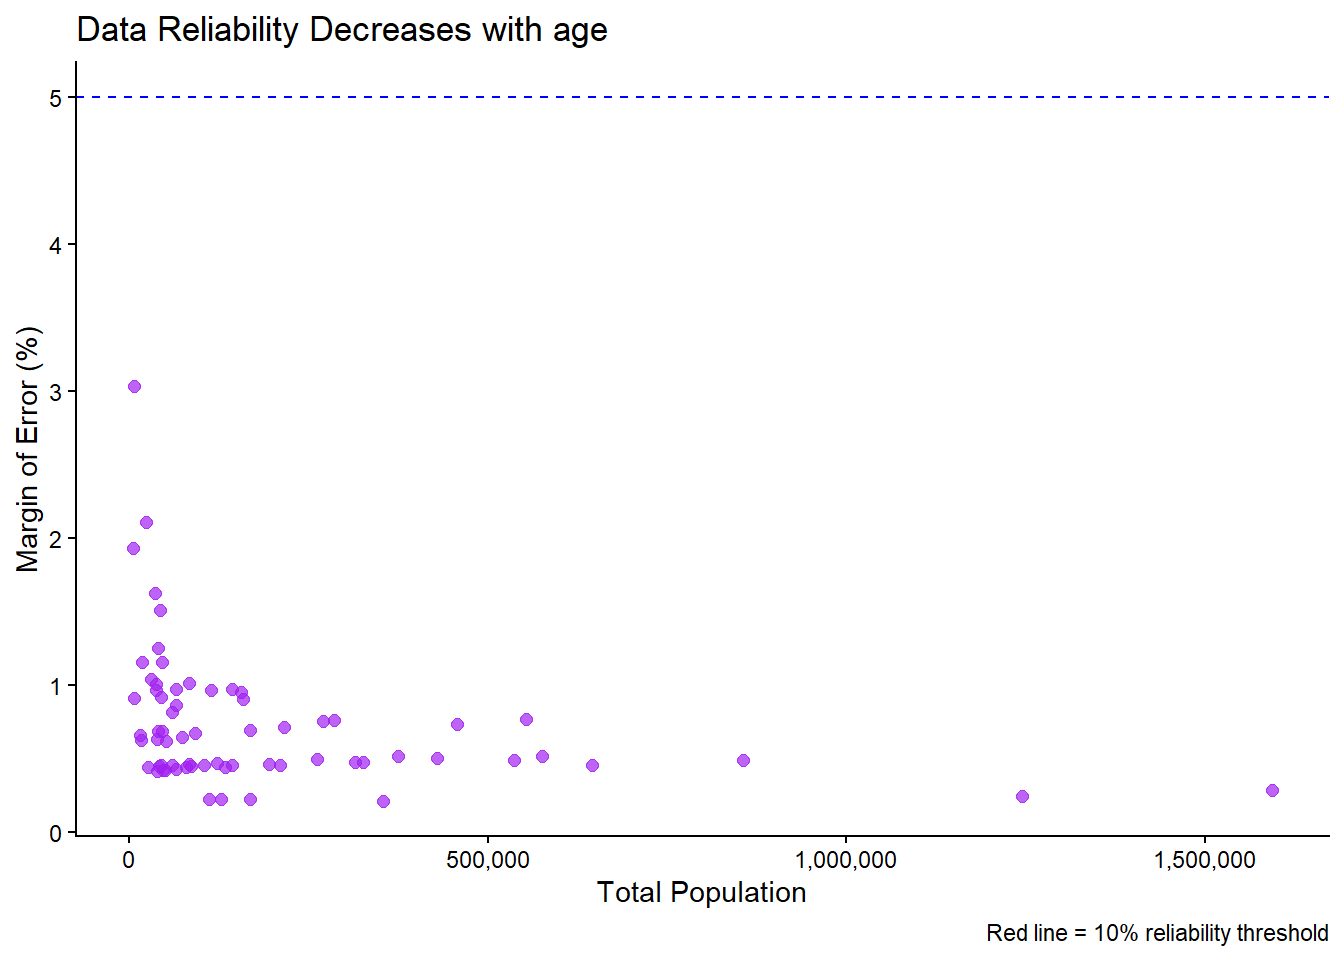 Data Reliability Decreases with age
5
4
3
2
1
0
Margin of Error (%)
0
500,000
1,000,000
1,500,000
Total Population
Red line = 10% reliability threshold